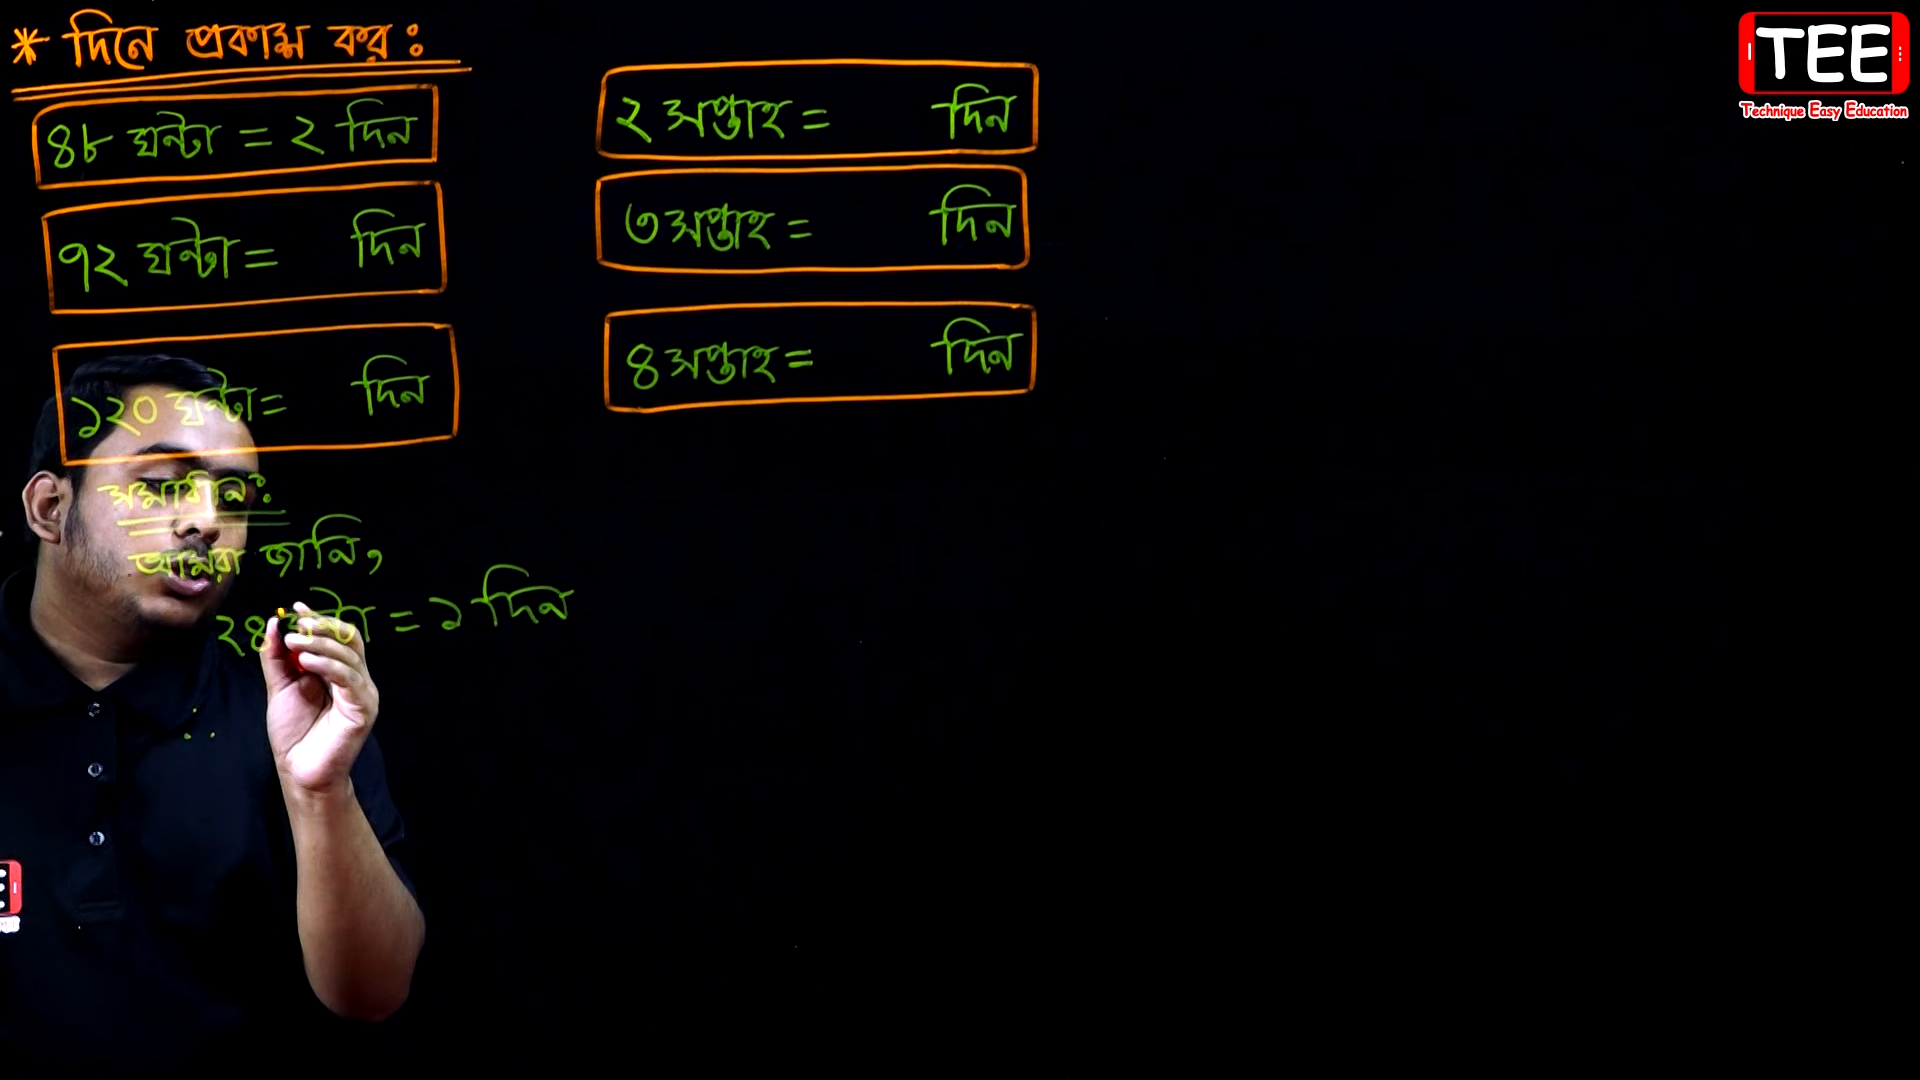 * দিনে প্রকাশ কর :
৪৮ ঘন্টা = ২ দিন
৭২ ঘন্টা = দিন
১২০ ঘন্টা = দিন
২ সপ্তাহ = দিন
৩ সপ্তাহ = দিন
৪ সপ্তাহ = দিন
সমাধান :
আমরা জানি,
২৪ ঘন্টা = ১ দিন
TEE
Technique Easy Education